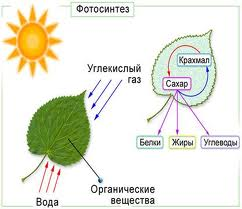 Фотосинтез
Углекислый
газ
Крахмал
Сахар
Белки
Жиры
Углеводы
Органические
вещества
Вода